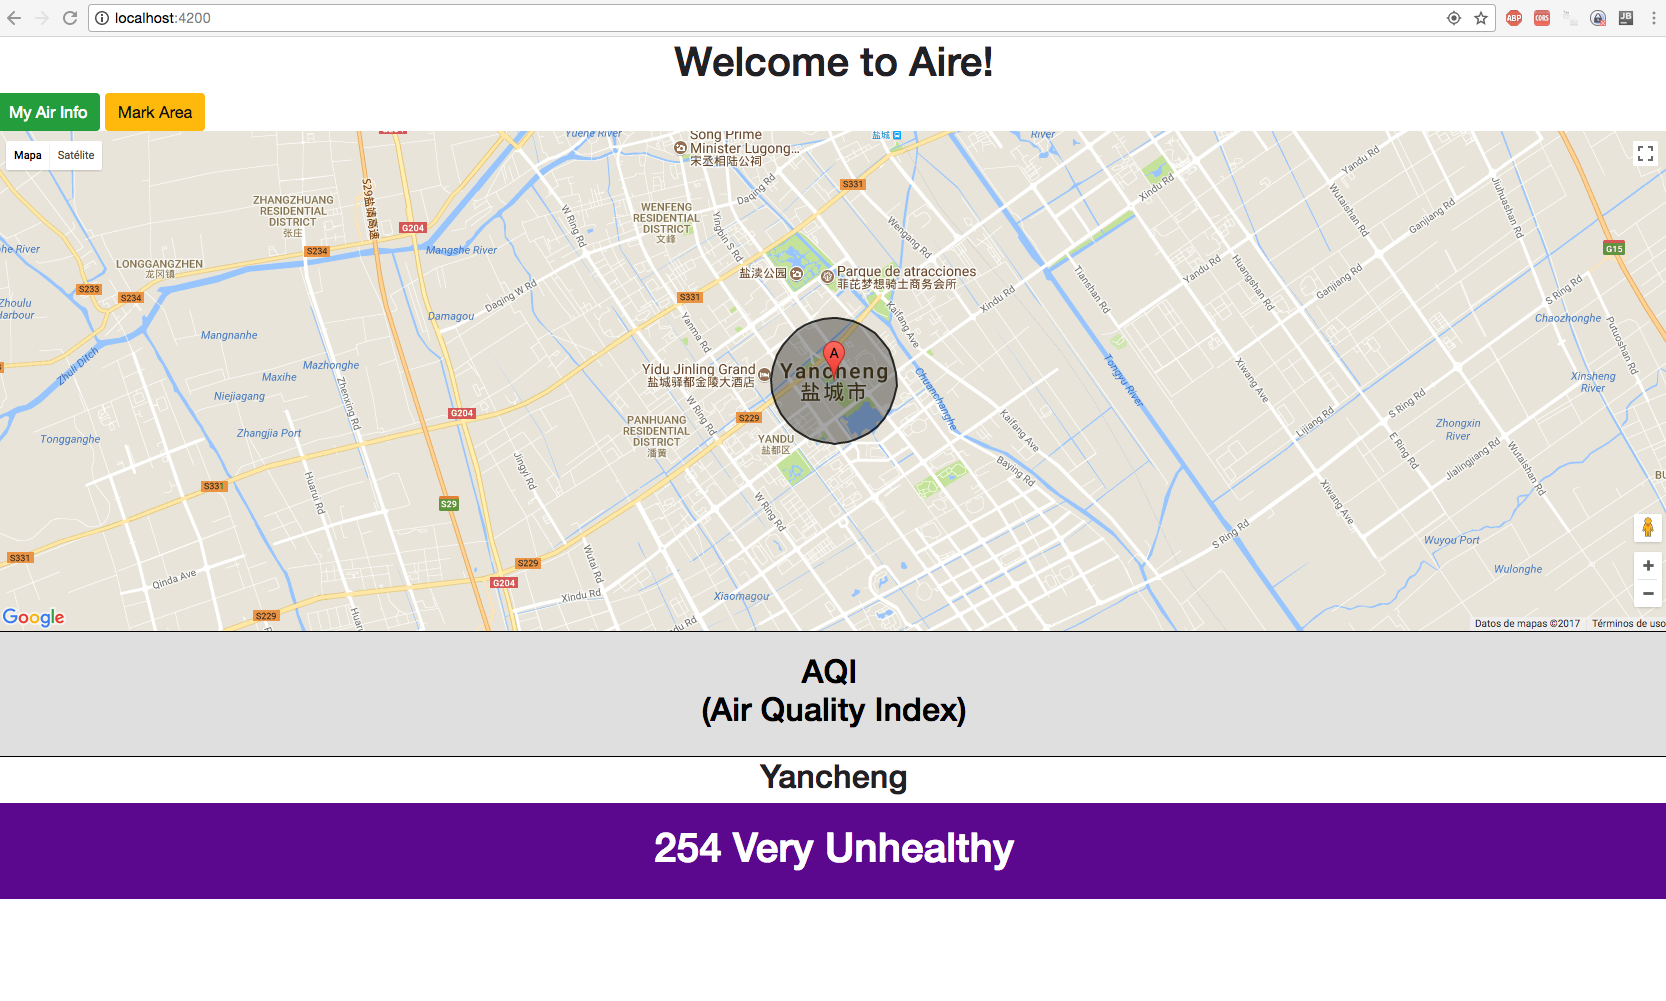 localhost:4200
ABP
CORS
JB
Welcome to Aire!
My Air Info
Mark Area
Mapa
Satélite
Yuehe River
Song Prime
Minister Lugong...
宋丞相陆公祠
盐城
River
S331
Yandu Rd
Xindu Rd
Daqing Rd
ZHANGZHUANG
RESIDENTIAL
DISTRICT
张庄
S29盐靖高速
G204
W Ring Rd
WENFENG
RESIDENTIAL
DISTRICT
文峰
Yingbin S Rd
Wengang Rd
Wutaishan Rd
Ganjiang Rd
Jiuhuashan Rd
G15
he River
Mangshe River
S234
LONGGANGZHEN
龙冈镇
S233
S234
Zhoulu
Harbour
盐渎公园
Parque de atracciones
菲芘梦想骑士商务会所
Tianshan Rd
Yandu Rd
Huangshan Rd
Ganjiang Rd
S Ring Rd
Daqing W Rd
S331
Xindu Rd
Kaifang Ave
Damagou
Yanma Rd
Chaozhonghe
Putuoshan Rd
Mangnanhe
Zhuli Ditch
Mazhonghe
Maxihe
Niejiagang
Zhenxing Rd
Yidu Jinling Grand
盐城驿都金陵大酒店
A
Yancheng
盐城市
Chuanchanghe
Tongyu River
Xiwang Ave
Xinsheng
River
S Ring Rd
W Ring Rd
G204
S229
PANHUANG
RESIDENTIAL
DISTRICT
潘黄
YANDU
盐都区
Kaifang Ave
Lijiang Rd
E Ring Rd
Zhongxin
River
Jialingjiang Rd
Wutaishan Rd
Tongganghe
Zhangjia Port
Jingyi Rd
Baying Rd
BU
S331
Huarui Rd
S29
W Ring Rd
Xiwang Ave
S Ring Rd
Wuyou Port
Wulonghe
S331
Qinda Ave
Wutai Rd
S229
G204
Xindu Rd
Xiaomagou
S229
Huarui
du Rd
Google
Datos de mapas ©2017
Términos de uso
AQI
(Air Quality Index)
Yancheng
254 Very Unhealthy